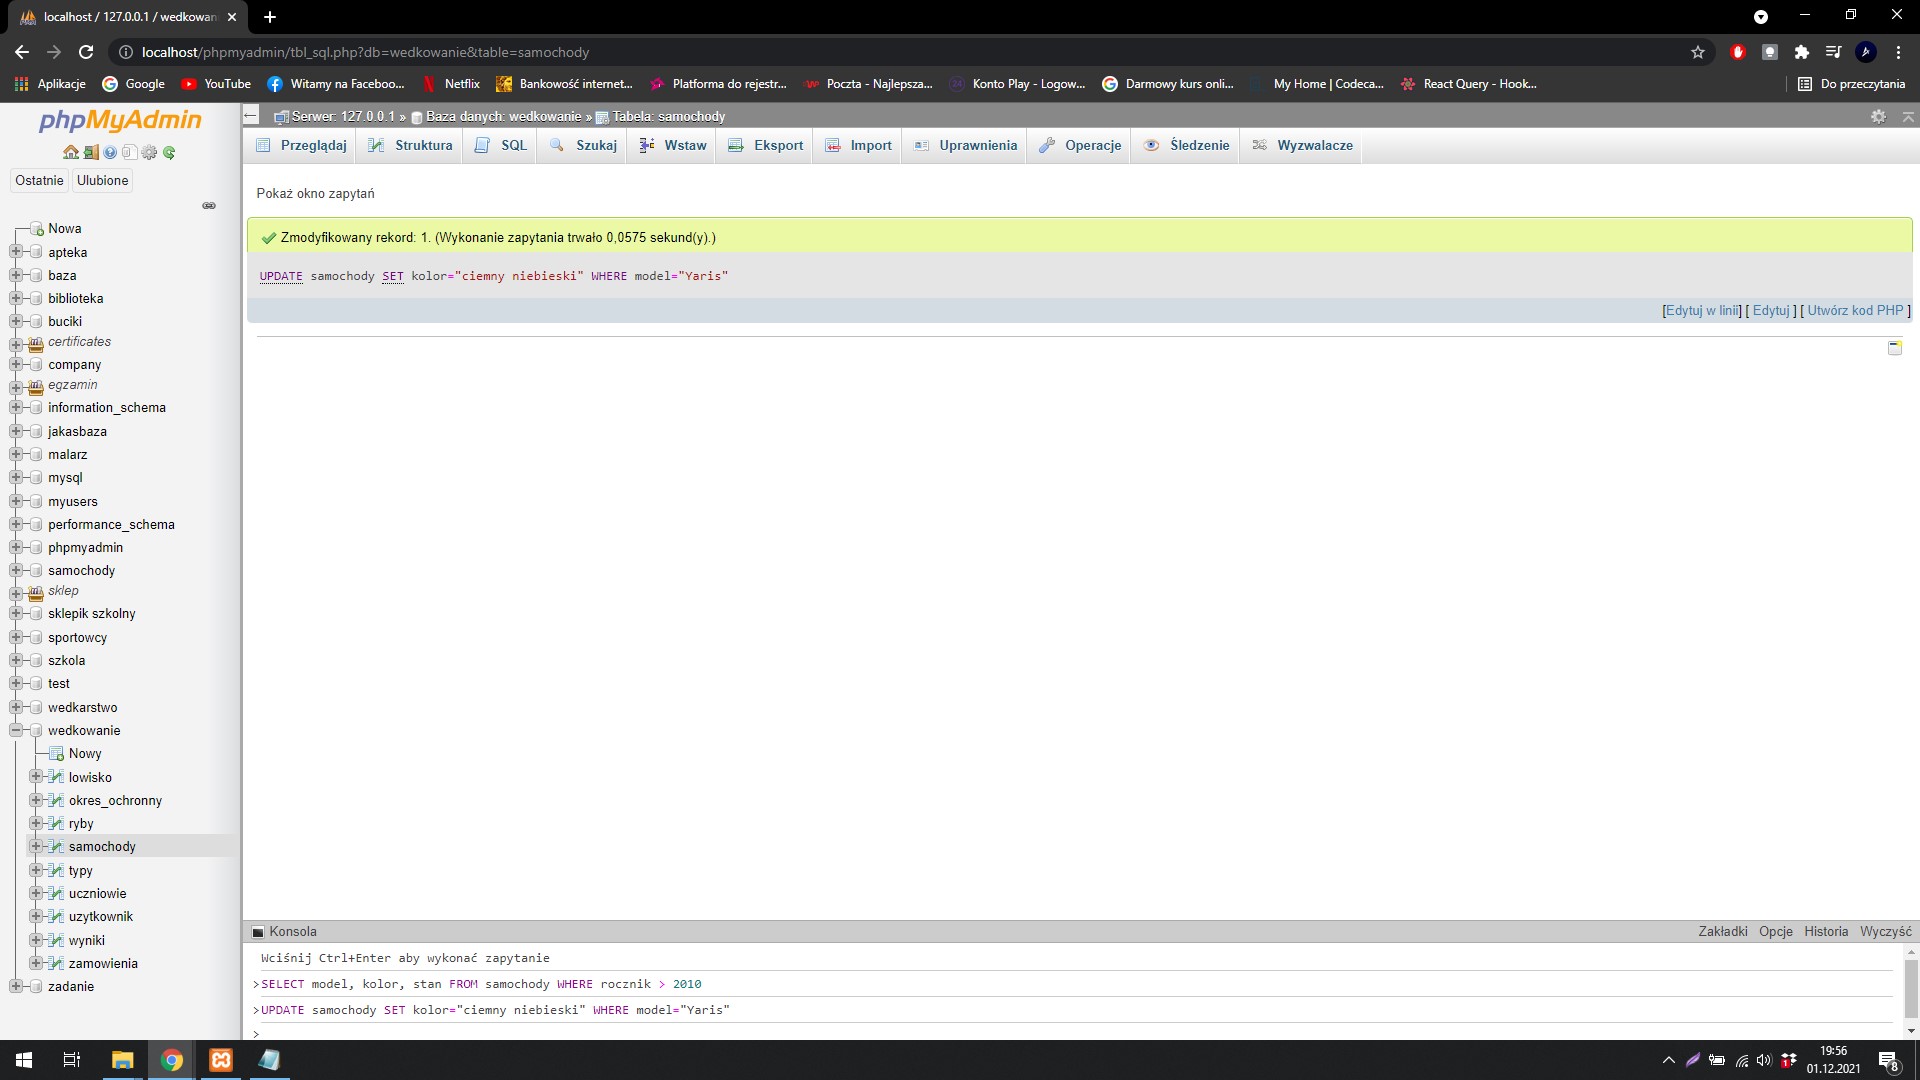 localhost / 127.0.0.1 / wedkowan
localhost/phpmyadmin/tbl_sql.php?db=wedkowanie&table=samochody
Aplikacje Google YouTube Witamy na Faceboo... Netflix Bankowość internet... Platforma do rejestr... Poczta - Najlepsza... 24 Konto Play - Logow... Darmowy kurs onli... My Home | Codeca... React Query - Hook... Do przeczytania
phpMyAdmin
Serwer: 127.0.0.1 » Baza danych: wedkowanie » Tabela: samochody
Przeglądaj Struktura SQL Szukaj Wstaw Eksport Import Uprawnienia Operacje Śledzenie Wyzwalacze
Ostatnie Ulubione
Nowa
apteka
baza
biblioteka
buciki
certificates
company
egzamin
information_schema
jakasbaza
malarz
mysql
myusers
performance_schema
phpmyadmin
samochody
sklep
sklepik szkolny
sportowcy
szkola
test
wedkarstwo
wedkowanie
Nowy
lowisko
okres_ochronny
ryby
samochody
typy
uczniowie
uzytkownik
wyniki
zamowienia
zadanie
Pokaż okno zapytań
Zmodyfikowany rekord: 1. (Wykonanie zapytania trwało 0,0575 sekund(y).)
UPDATE samochody SET kolor="ciemny niebieski" WHERE model="Yaris"
[Edytuj w linii] [ Edytuj ] [ Utwórz kod PHP ]
Konsola Zakładki Opcje Historia Wyczyść
Wciśnij Ctrl+Enter aby wykonać zapytanie
>SELECT model, kolor, stan FROM samochody WHERE rocznik > 2010
>UPDATE samochody SET kolor="ciemny niebieski" WHERE model="Yaris"
>
19:56
01.12.2021
8